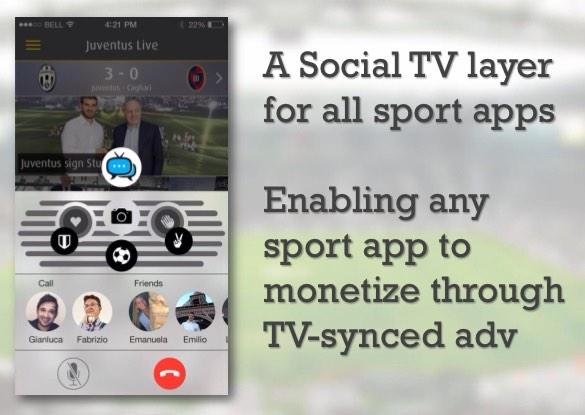 BELL 4:21 PM 22%
Juventus Live
3 - 0
Juventus - Cagliari
Juventus sign Stu
Call Friends
Gianluca Fabrizio Emanuela Emilio
A Social TV layer
for all sport apps
Enabling any
sport app to
monetize through
TV-synced adv